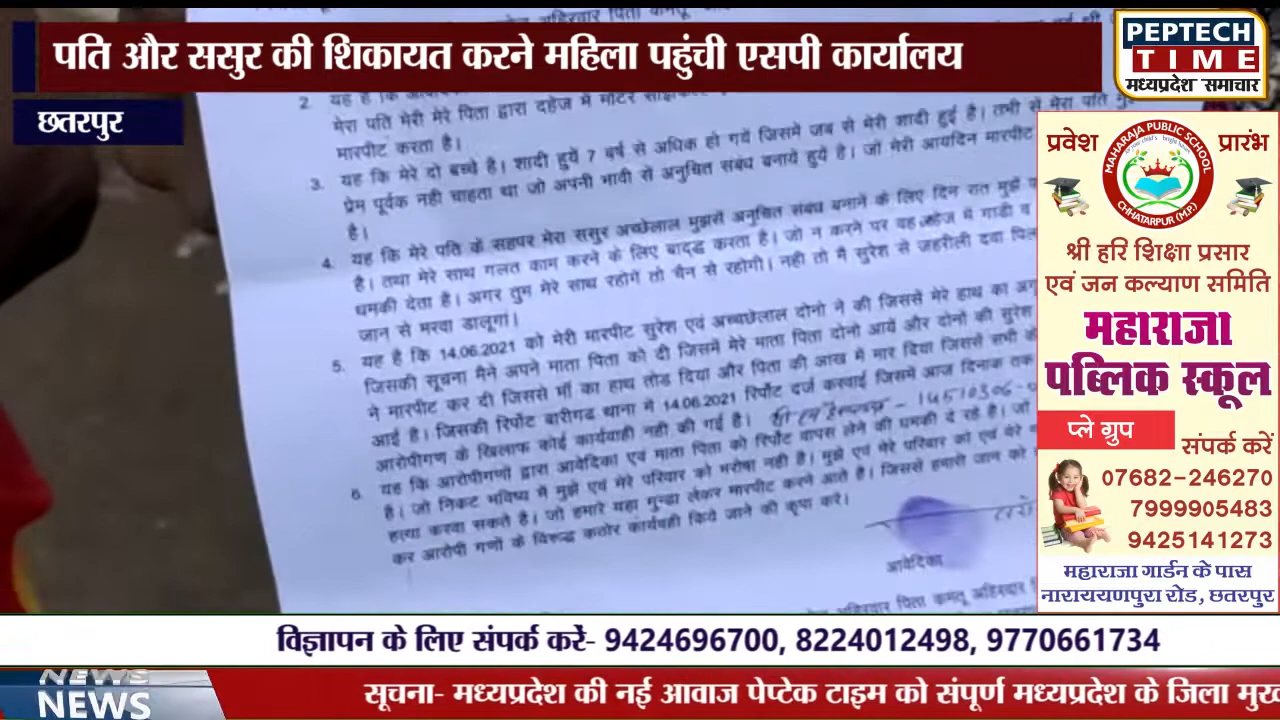 पति और ससुर की शिकायत करने महिला पहुंची एसपी कार्यालय
छतरपुर
PEPTECH
TIME
मध्यप्रदेश समाचार
2. यह है कि
मेरा पति मेरी मेरे पिता द्वारा दहेज में मोटर साईकिल
मारपीट करता है।
3. यह कि मेरे दो बच्चे है। शादी हुयें 7 वर्ष से अधिक हो गयें जिसमें जब से मेरी शादी हुई है। तभी से मेरा पति
प्रेम पूर्वक नही चाहता था जो अपनी भावी से अनुचित संबध बनाये हुयें है। जों मेरी आयदिन मारपीट
है।
4. यह कि मेरे पति के सहपर मेरा ससुर अच्छेलाल मुझसें अनुचित संबध बनाने के लिए दिन रात मुझें
है। तथा मेरे साथ गलत काम करने के लिए बाद्द्ध करता है। जो न करने पर वह दहेज में गाडी व
धमकी देता है। अगर तुम मेरे साथ रहोगें तो चैन से रहोगी। नही तो मै सुरेश से जहरीली दवा
जान से मरवा डालूगां।
5. यह है कि 14.06.2021 को मेरी मारपीट सुरेश एवं अच्छेलाल दोनो ने की जिससें मेरे हाथ का
जिसकी सूचना मैने अपने माता पिता को दी जिसमें मेरे माता पिता दोनो आयें और दोनों की सुरेश
ने मारपीट कर दी जिससे मॉ का हाथ तोड दिया और पिता की आख में मार दिया जिससें सभी
आई है। जिसकी रिर्पोट बारीगढ थाना मे 14.06.2021 रिर्पोट दर्ज करवाई जिसमें आज दिनाक तक
आरोपीगण के खिलाफ कोई कार्यवाही नही की गई है।
6. यह कि आरोपीगणों द्वारा आवेदिका एवं माता पिता को रिर्पोट वापस लेने की धमकी दे रहे है। जों
है। जो निकट भविष्य में मुझे एवं मेरे परिवार को भरोषा नही है। मुझे एवं मेरे परिवार को एवं मेरे
हत्या करवा सकते है। जो हमारे यहा गुन्डा लेकर मारपीट करने आते है। जिससे हमारी जान को
कर आरोपी गणों के विरूद्ध कठोर कार्यवाही किये जाने की कृपा करे।
आवेदिका
प्रवेश प्रारंभ
MAHARAJA PUBLIC SCHOOL
CHHATARPUR (M.P.)
श्री हरि शिक्षा प्रसार
एवं जन कल्याण समिति
महाराजा
पब्लिक स्कूल
प्ले ग्रुप
संपर्क करें
07682-246270
7999905483
9425141273
महाराजा गार्डन के पास
नारायणपुरा रोड, छतरपुर
विज्ञापन के लिए संपर्क करें- 9424696700, 8224012498, 9770661734
NEWS
NEWS
सूचना- मध्यप्रदेश की नई आवाज पेप्टेक टाइम को संपूर्ण मध्यप्रदेश के जिला